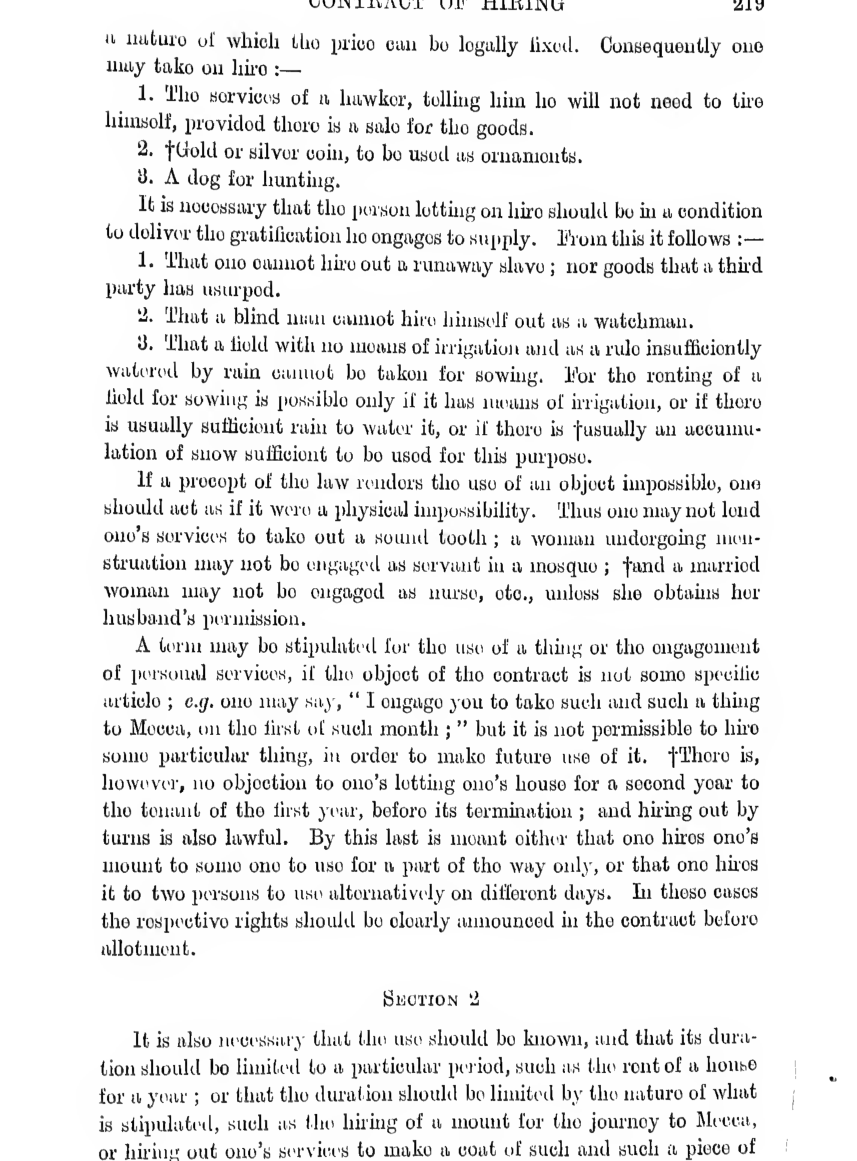 CONTRACT OF HIRING 219
a nature of which the price can be legally fixed. Consequently one
may take on hire :—
1. The services of a hawker, telling him he will not need to tire
himself, provided there is a sale for the goods.
2. †Gold or silver coin, to be used as ornaments.
3. A dog for hunting.
It is necessary that the person letting on hire should be in a condition
to deliver the gratification he engages to supply. From this it follows :—
1. That one cannot hire out a runaway slave ; nor goods that a third
party has usurped.
2. That a blind man cannot hire himself out as a watchman.
3. That a field with no means of irrigation and as a rule insufficiently
watered by rain cannot be taken for sowing. For the renting of a
field for sowing is possible only if it has means of irrigation, or if there
is usually sufficient rain to water it, or if there is †usually an accumu-
lation of snow sufficient to be used for this purpose.
If a precept of the law renders the use of an object impossible, one
should act as if it were a physical impossibility. Thus one may not lend
one's services to take out a sound tooth ; a woman undergoing men-
struation may not be engaged as servant in a mosque ; †and a married
woman may not be engaged as nurse, etc., unless she obtains her
husband's permission.
A term may be stipulated for the use of a thing or the engagement
of personal services, if the object of the contract is not some specific
article ; e.g. one may say, " I engage you to take such and such a thing
to Mecca, on the first of such month ; " but it is not permissible to hire
some particular thing, in order to make future use of it. †There is,
however, no objection to one's letting one's house for a second year to
the tenant of the first year, before its termination ; and hiring out by
turns is also lawful. By this last is meant either that one hires one's
mount to some one to use for a part of the way only, or that one hires
it to two persons to use alternatively on different days. In these cases
the respective rights should be clearly announced in the contract before
allotment.
SECTION 2
It is also necessary that the use should be known, and that its dura-
tion should be limited to a particular period, such as the rent of a house
for a year ; or that the duration should be limited by the nature of what
is stipulated, such as the hiring of a mount for the journey to Mecca,
or hiring out one's services to make a coat of such and such a piece of